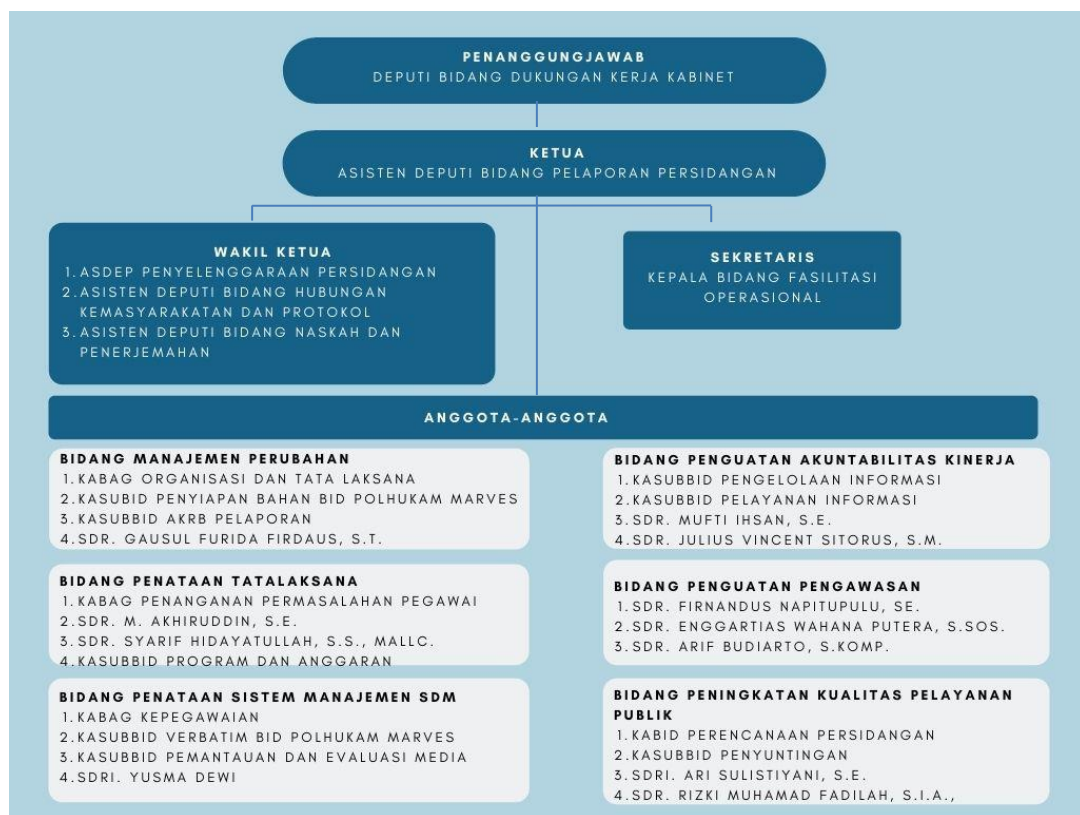 PENANGGUNGJAWAB
DEPUTI BIDANG DUKUNGAN KERJA KABINET
KETUA
ASISTEN DEPUTI BIDANG PELAPORAN PERSIDANGAN
WAKIL KETUA
1. ASDEP PENYELENGGARAAN PERSIDANGAN
2. ASISTEN DEPUTI BIDANG HUBUNGAN
KEMASYARAKATAN DAN PROTOKOL
3. ASISTEN DEPUTI BIDANG NASKAH DAN
PENERJEMAHAN
SEKRETARIS
KEPALA BIDANG FASILITASI
OPERASIONAL
ANGGOTA-ANGGOTA
BIDANG MANAJEMEN PERUBAHAN
1. KABAG ORGANISASI DAN TATA LAKSANA
2. KASUBID PENYIAPAN BAHAN BID POLHUKAM MARVES
3. KASUBBID AKRB PELAPORAN
4. SDR. GAUSUL FURIDA FIRDAUS, S.T.
BIDANG PENATAAN TATALAKSANA
1. KABAG PENANGANAN PERMASALAHAN PEGAWAI
2. SDR. M. AKHIRUDDIN, S.E.
3. SDR. SYARIF HIDAYATULLAH, S.S., MALLC.
4. KASUBBID PROGRAM DAN ANGGARAN
BIDANG PENATAAN SISTEM MANAJEMEN SDM
1. KABAG KEPEGAWAIAN
2. KASUBBID VERBATIM BID POLHUKAM MARVES
3. KASUBBID PEMANTAUAN DAN EVALUASI MEDIA
4. SDRI. YUSMA DEWI
BIDANG PENGUATAN AKUNTABILITAS KINERJA
1. KASUBBID PENGELOLAAN INFORMASI
2. KASUBBID PELAYANAN INFORMASI
3. SDR. MUFTI IHSAN, S.E.
4. SDR. JULIUS VINCENT SITORUS, S.M.
BIDANG PENGUATAN PENGAWASAN
1. SDR. FIRNANDUS NAPITUPULU, SE.
2. SDR. ENGGARTIAS WAHANA PUTERA, S.SOS.
3. SDR. ARIF BUDIARTO, S.KOMP.
BIDANG PENINGKATAN KUALITAS PELAYANAN
PUBLIK
1. KABID PERENCANAAN PERSIDANGAN
2. KASUBBID PENYUNTINGAN
3. SDRI. ARI SULISTIYANI, S.E.
4. SDR. RIZKI MUHAMAD FADILAH, S.I.A.,